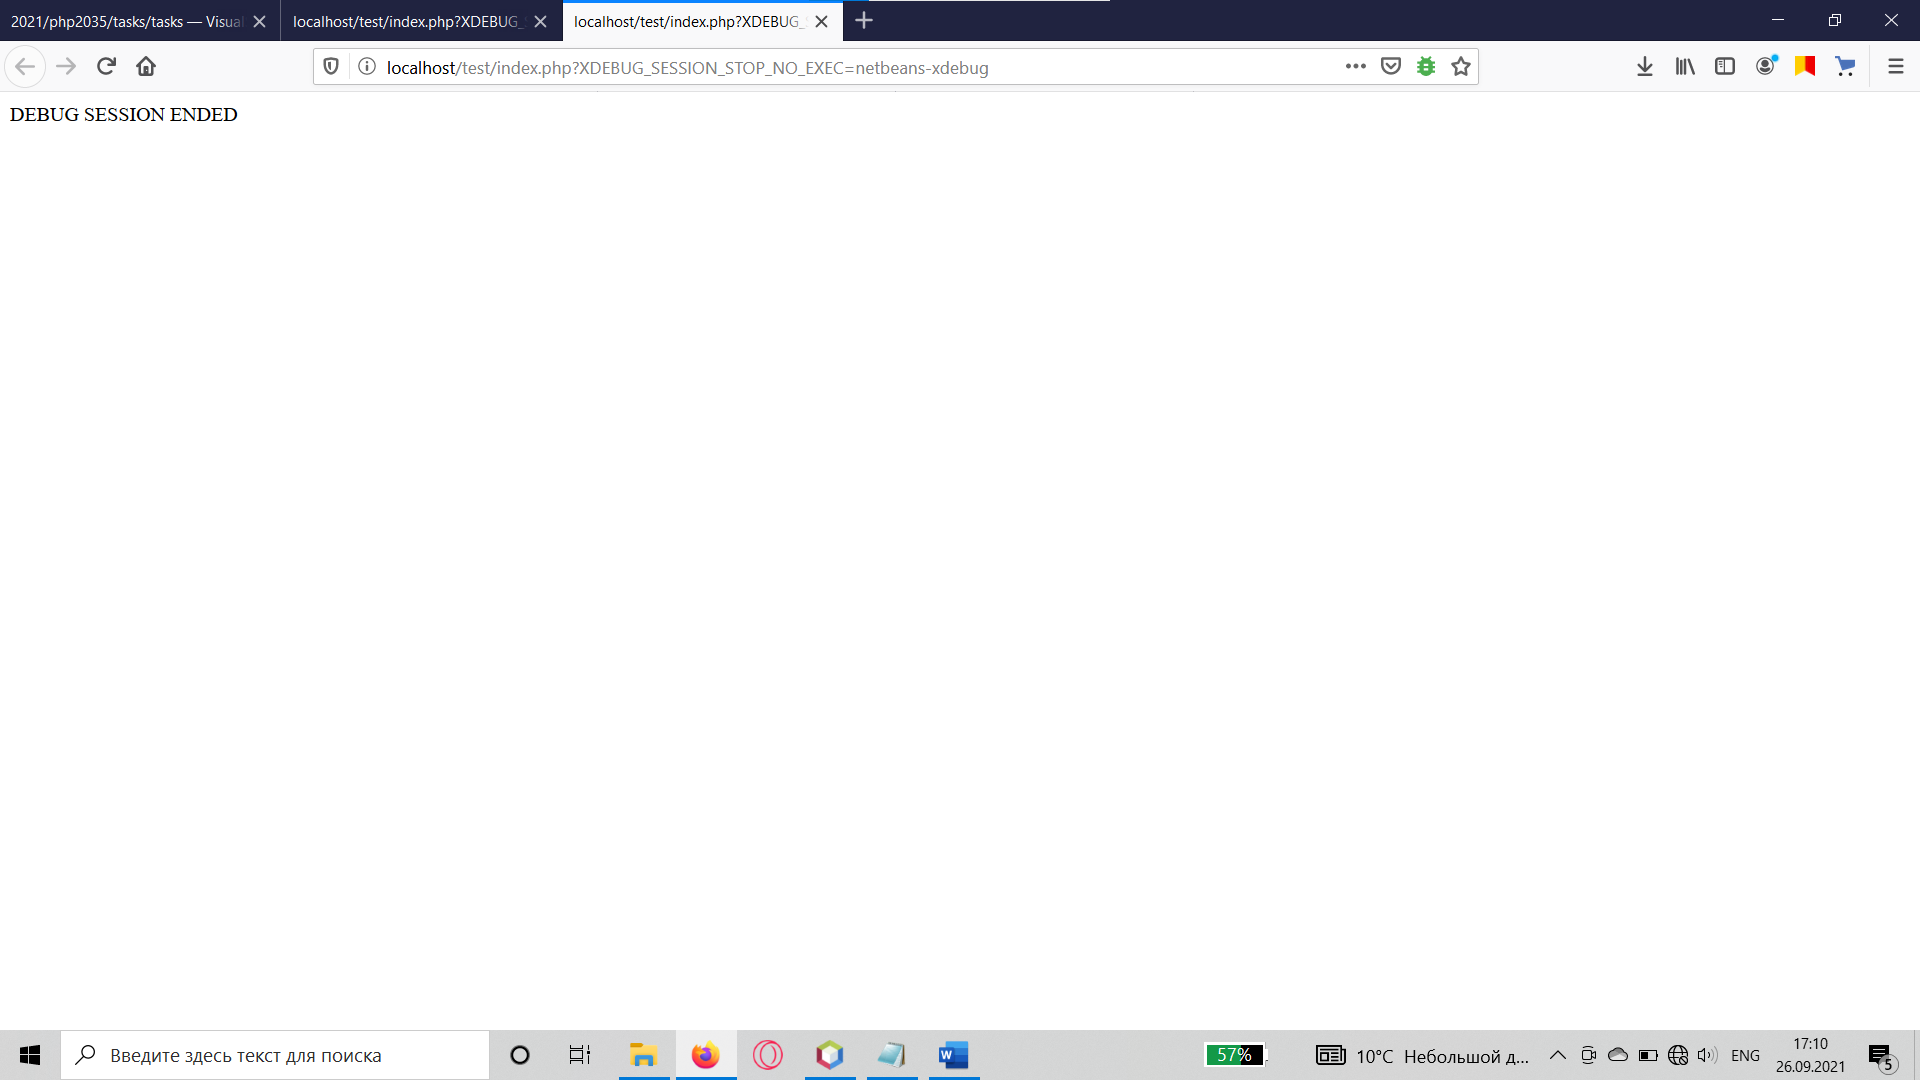 2021/php2035/tasks/tasks — Visual
localhost/test/index.php?XDEBUG_
localhost/test/index.php?XDEBUG_
localhost/test/index.php?XDEBUG_SESSION_STOP_NO_EXEC=netbeans-xdebug
DEBUG SESSION ENDED
Введите здесь текст для поиска
W
57%
10°C Небольшой д...
ENG
17:10
26.09.2021
5